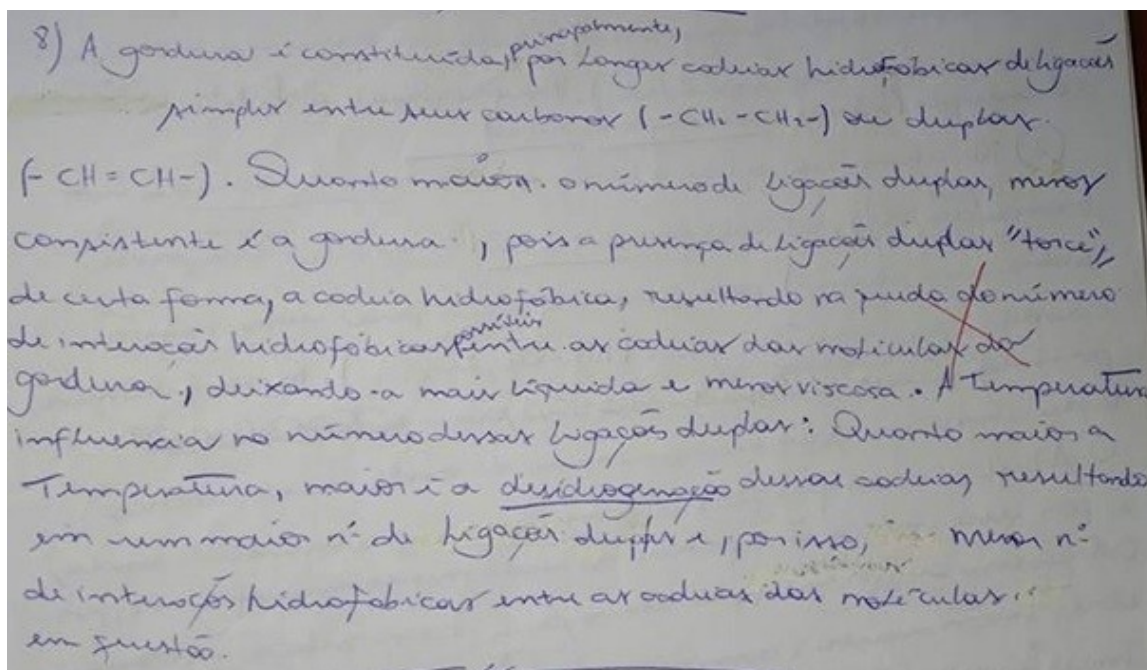 8) A gordura é constituída, principalmente, por longas cadeias hidrofóbicas de ligações
simples entre seus carbonos (-CH2-CH2-) ou duplas.
(-CH=CH-). Quanto maior o número de ligações duplas, menos
consistente é a gordura, pois a presença de ligações duplas "torce",
de certa forma, a cadeia hidrofóbica, resultando na perda do número
de interações hidrofóbicas possíveis entre as cadeias das moléculas da
gordura, deixando-a mais líquida e menos viscosa. A Temperatura
influencia no número dessas ligações duplas: Quanto maior a
Temperatura, maior é a desidrogenação dessas cadeias, resultando
em um maior nº de ligações duplas e, por isso, menor nº
de interações hidrofóbicas entre as cadeias das moléculas
em questão.